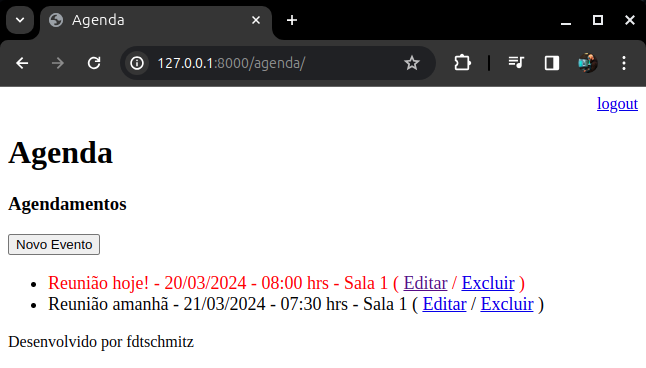 Agenda
127.0.0.1:8000/agenda/
logout
Agenda
Agendamentos
Novo Evento
Reunião hoje! - 20/03/2024 - 08:00 hrs - Sala 1 ( Editar / Excluir )
Reunião amanhã - 21/03/2024 - 07:30 hrs - Sala 1 ( Editar / Excluir )
Desenvolvido por fdtschmitz